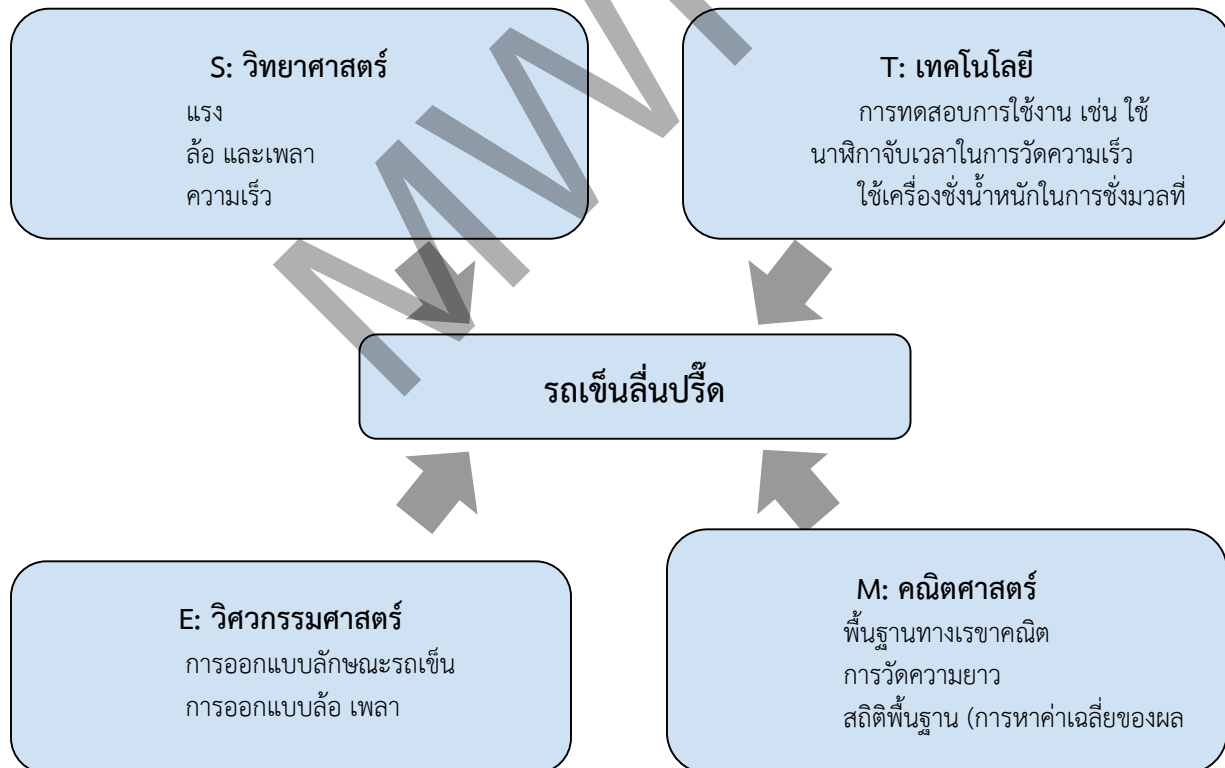 S: วิทยาศาสตร์
แรง
ล้อ และเพลา
ความเร็ว
T: เทคโนโลยี
การทดสอบการใช้งาน เช่น ใช้
นาฬิกาจับเวลาในการวัดความเร็ว
ใช้เครื่องชั่งน้ำหนักในการชั่งมวลที่
รถเข็นลื่นปรื๊ด
E: วิศวกรรมศาสตร์
การออกแบบลักษณะรถเข็น
การออกแบบล้อ เพลา
M: คณิตศาสตร์
พื้นฐานทางเรขาคณิต
การวัดความยาว
สถิติพื้นฐาน (การหาค่าเฉลี่ยของผล